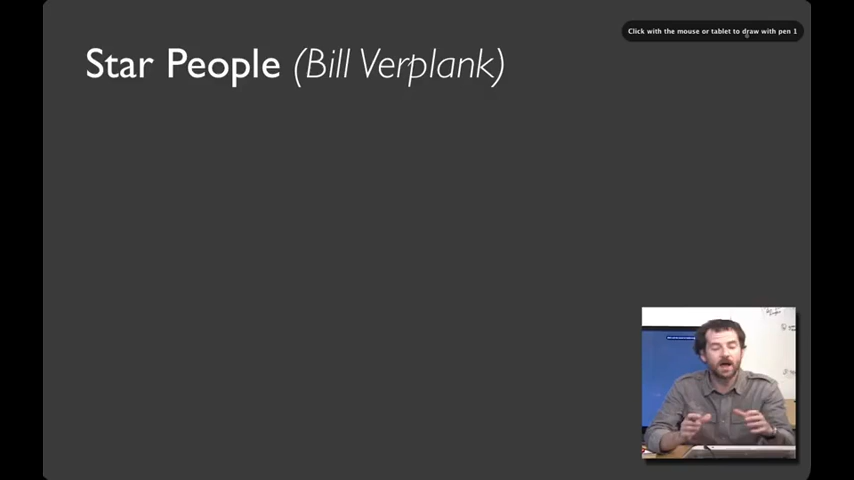 Click with the mouse or tablet to draw with pen 1
Star People (Bill Verplank)